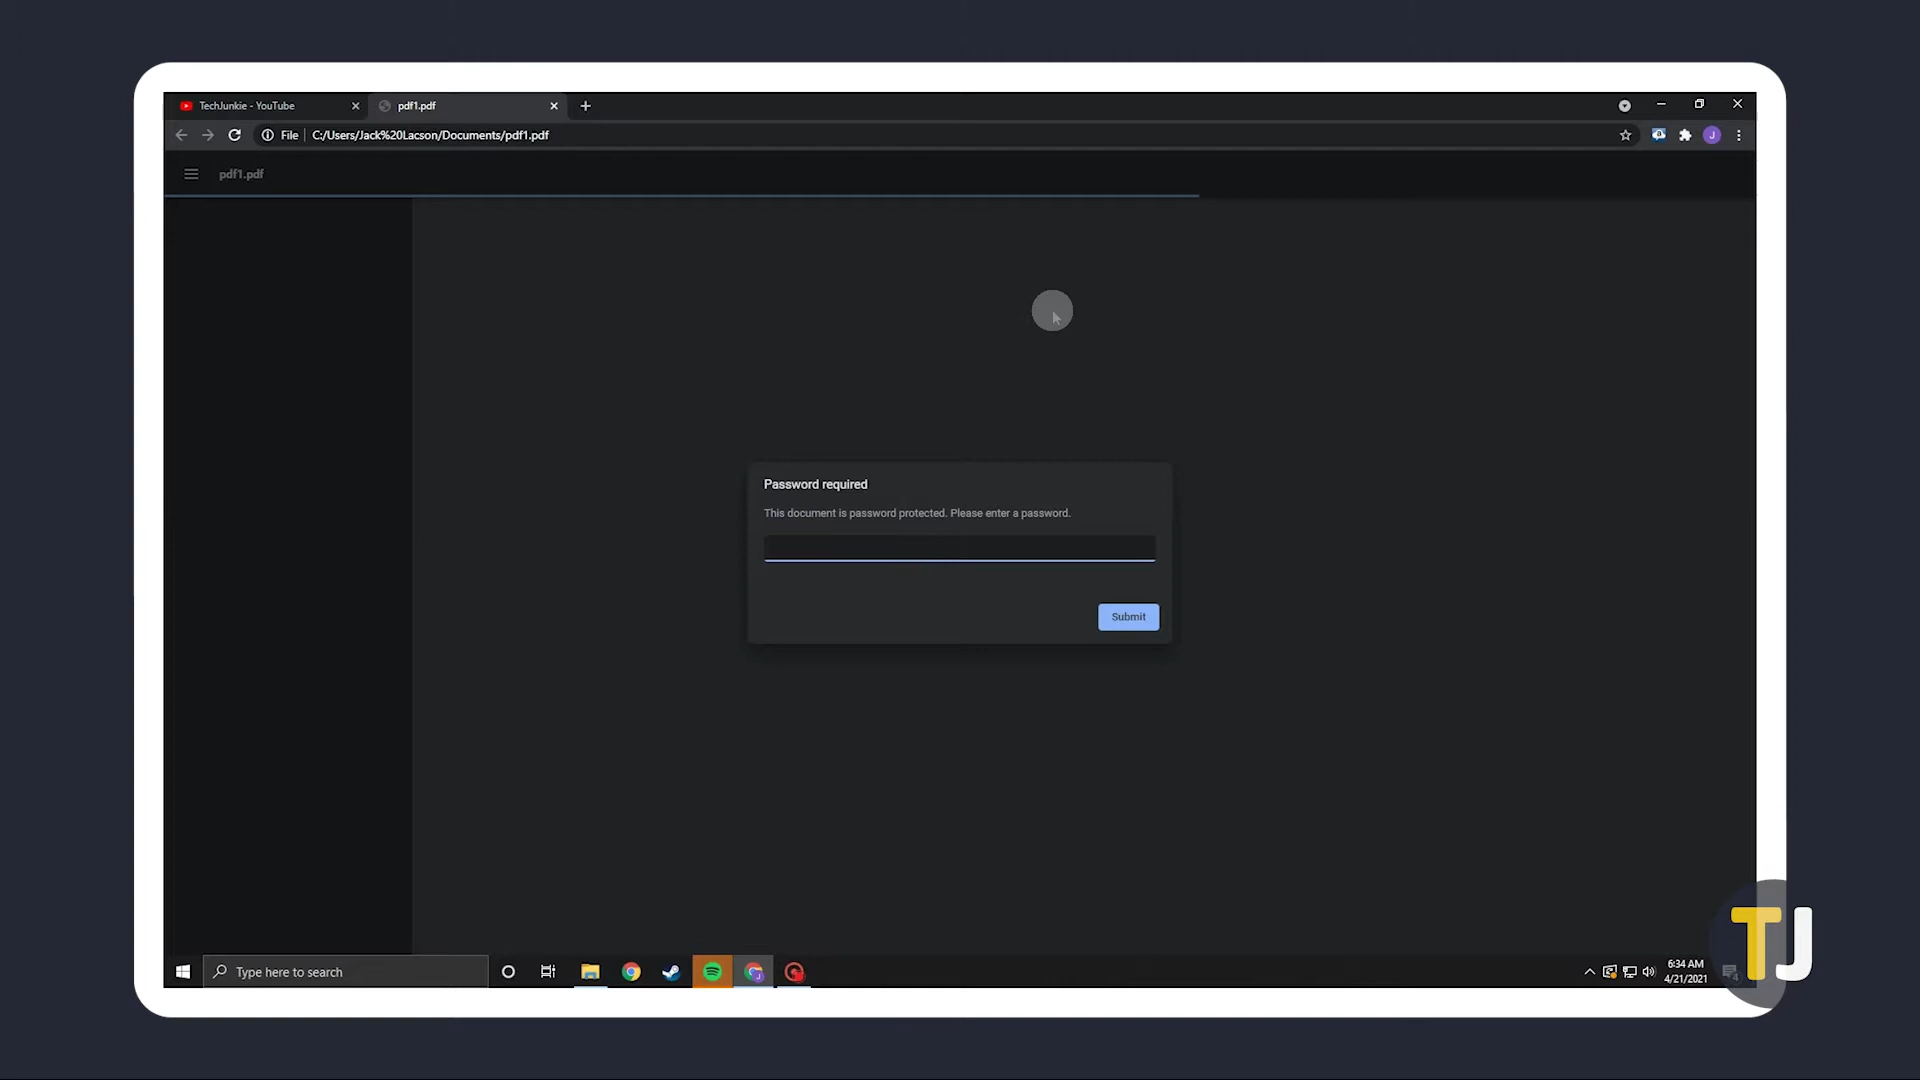 TechJunkie - YouTube
pdf1.pdf
File
C:/Users/Jack%20Lacson/Documents/pdf1.pdf
J
pdf1.pdf
Password required
This document is password protected. Please enter a password.
Submit
Type here to search
6:34 AM
4/21/2021
TJ